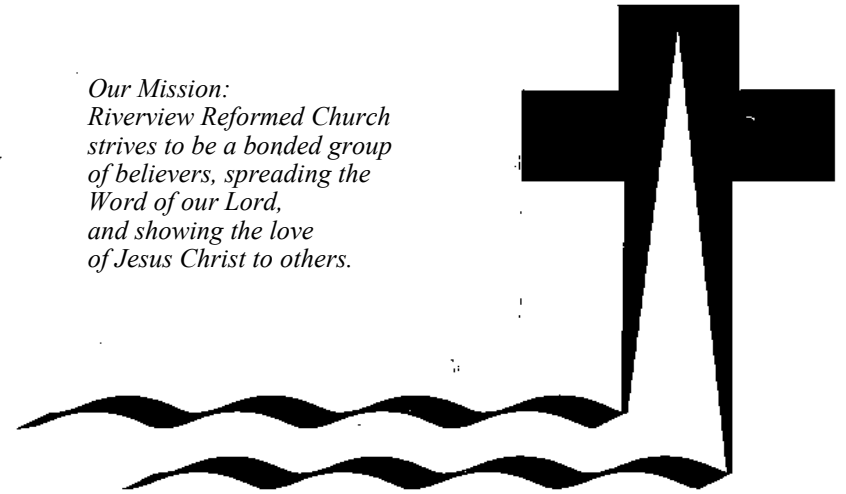 Our Mission:
Riverview Reformed Church
strives to be a bonded group
of believers, spreading the
Word of our Lord,
and showing the love
of Jesus Christ to others.